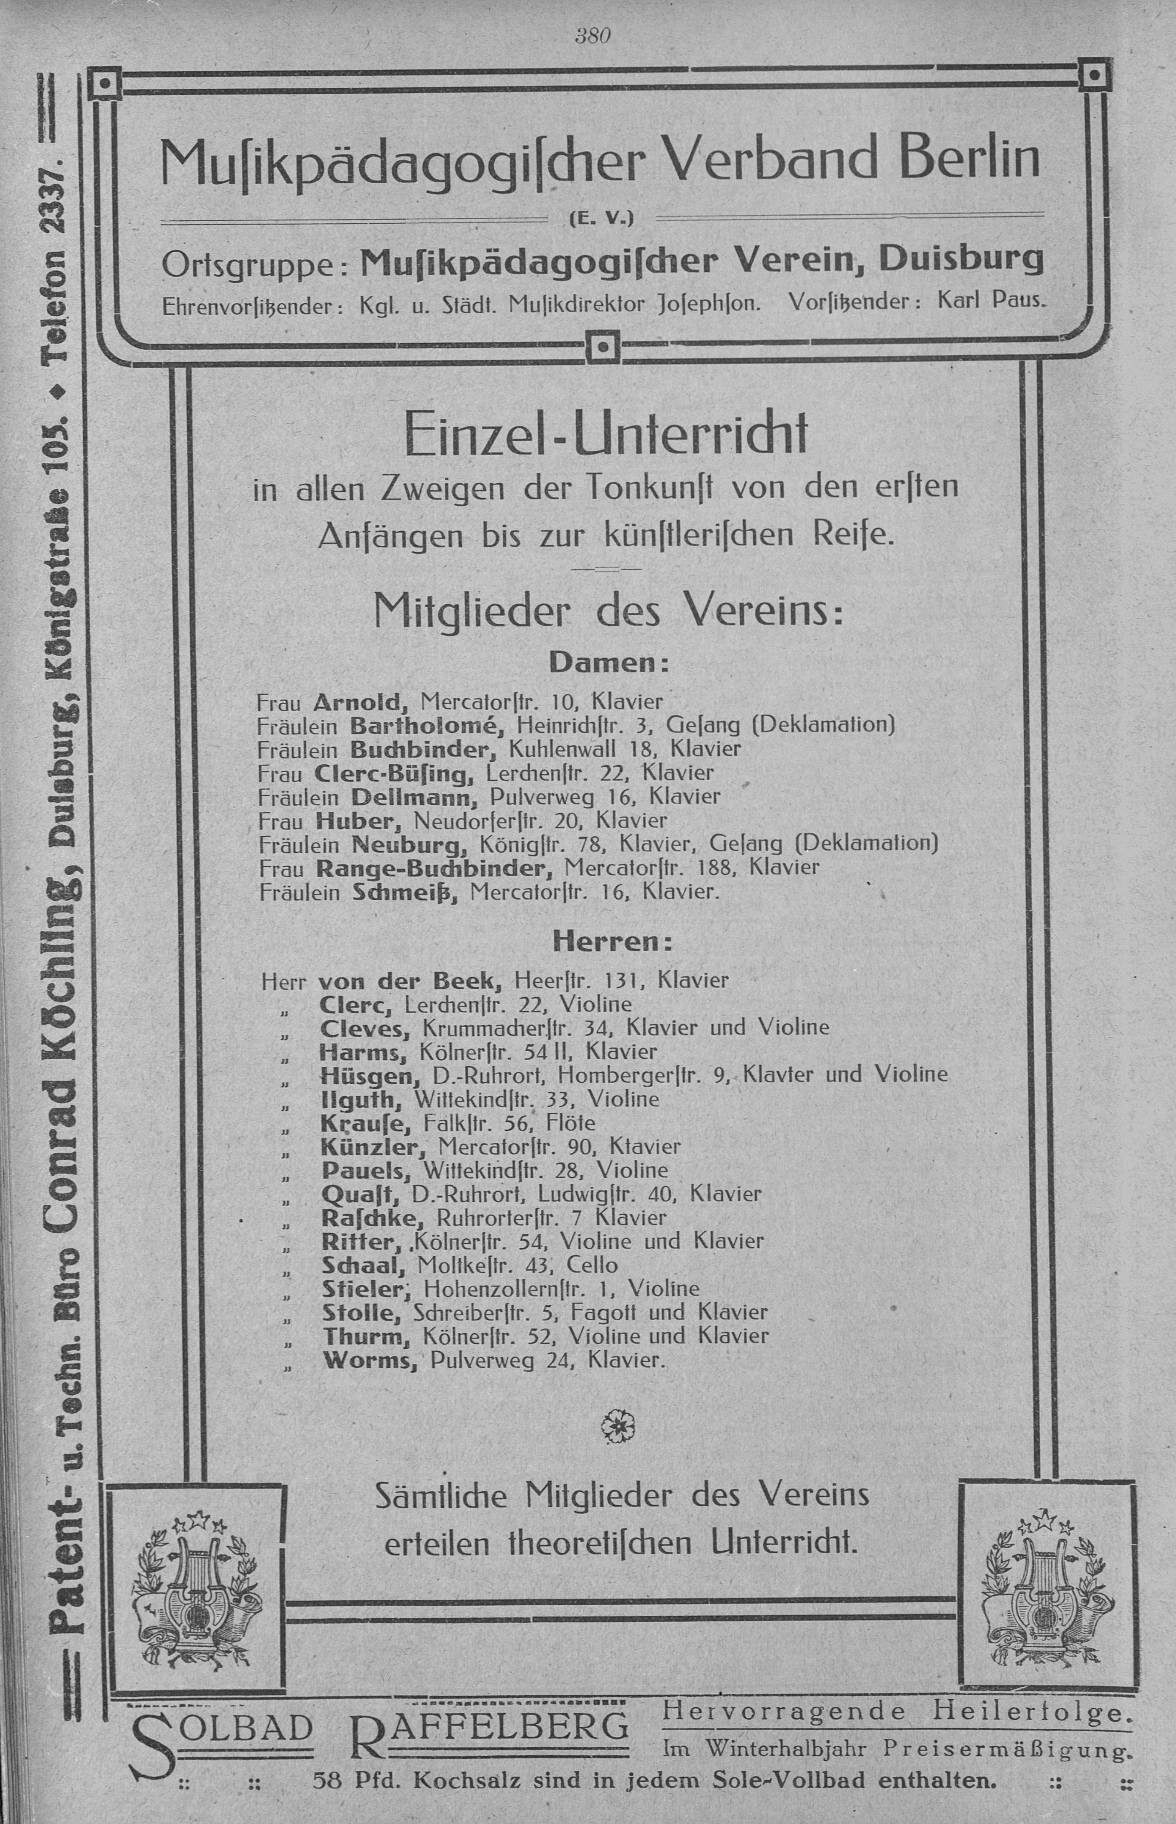 380
Muſikpädagogiſcher Verband Berlin
(E. V.)
Ortsgruppe: Muſikpädagogiſcher Verein, Duisburg
Ehrenvorſitzender: Kgl. u. Städt. Muſikdirektor Joſephſon. Vorſitzender: Karl Paus.
Einzel-Unterricht
in allen Zweigen der Tonkunſt von den erſten
Anfängen bis zur künſtleriſchen Reife.
Mitglieder des Vereins:
Damen:
Frau Arnold, Mercatorſtr. 10, Klavier
Fräulein Bartholomé, Heinrichſtr. 3, Geſang (Deklamation)
Fräulein Buchbinder, Kuhlenwall 18, Klavier
Frau Clerc-Büſing, Lerchenſtr. 22, Klavier
Fräulein Dellmann, Pulverweg 16, Klavier
Frau Huber, Neudorferſtr. 20, Klavier
Fräulein Neuburg, Königſtr. 78, Klavier, Geſang (Deklamation)
Frau Range-Buchbinder, Mercatorſtr. 188, Klavier
Fräulein Schmeiß, Mercatorſtr. 16, Klavier.
Herren:
Herr von der Beek, Heerſtr. 131, Klavier
„ Clerc, Lerchenſtr. 22, Violine
„ Cleves, Krummacherſtr. 34, Klavier und Violine
„ Harms, Kölnerſtr. 54 II, Klavier
„ Hüsgen, D.-Ruhrort, Hombergerſtr. 9, Klavier und Violine
„ Ilguth, Wittekindſtr. 33, Violine
„ Krauſe, Falkſtr. 56, Flöte
„ Künzler, Mercatorſtr. 90, Klavier
„ Pauels, Wittekindſtr. 28, Violine
„ Quaſt, D.-Ruhrort, Ludwigſtr. 40, Klavier
„ Raſchke, Ruhrorterſtr. 7 Klavier
„ Ritter, Kölnerſtr. 54, Violine und Klavier
„ Schaal, Moltkeſtr. 43, Cello
„ Stieler, Hohenzollernſtr. 1, Violine
„ Stolle, Schreiberſtr. 5, Fagott und Klavier
„ Thurm, Kölnerſtr. 52, Violine und Klavier
„ Worms, Pulverweg 24, Klavier.
Sämtliche Mitglieder des Vereins
erteilen theoretiſchen Unterricht.
Patent- u. Techn. Büro Conrad Köchling, Duisburg, Königstraße 105. ◆ Telefon 2337.
SOLBAD RAFFELBERG
Hervorragende Heilerfolge.
Im Winterhalbjahr Preisermäßigung.
:: :: 58 Pfd. Kochsalz sind in jedem Sole-Vollbad enthalten. :: ::